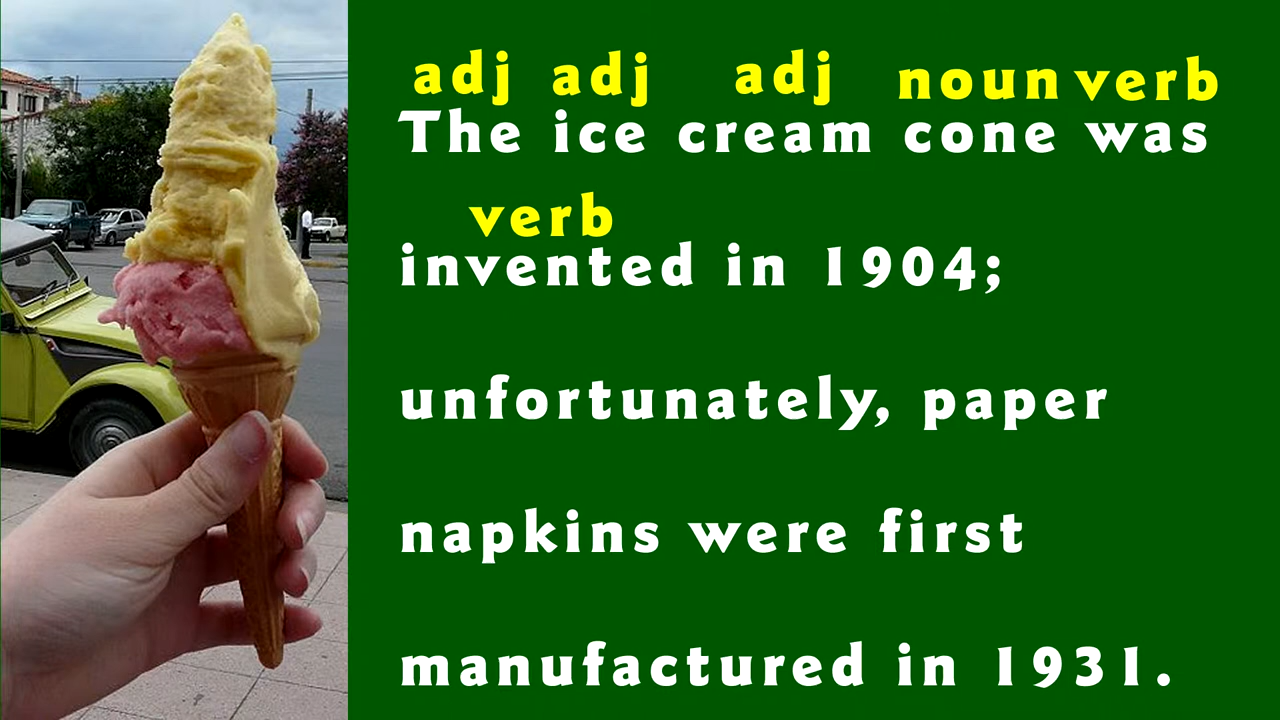 adj adj adj noun verb
The ice cream cone was
verb
invented in 1904;
unfortunately, paper
napkins were first
manufactured in 1931.